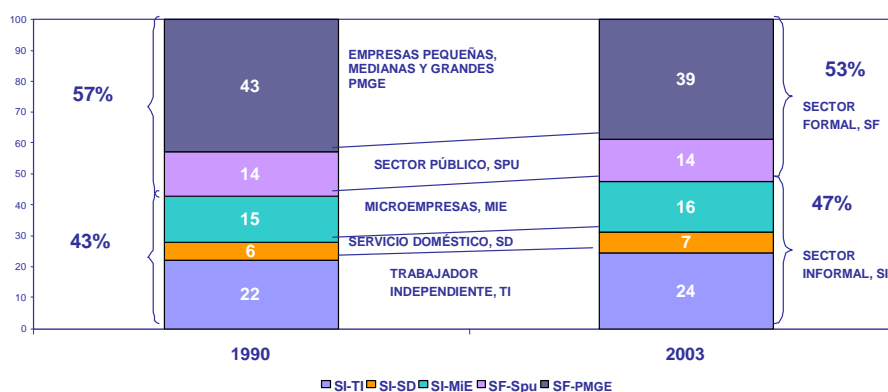 100
90
80
70
60
50
40
30
20
10
0
57%
43%
43
14
15
6
22
EMPRESAS PEQUEÑAS,
MEDIANAS Y GRANDES
PMGE
SECTOR PÚBLICO, SPU
MICROEMPRESAS, MIE
SERVICIO DOMÉSTICO, SD
TRABAJADOR
INDEPENDIENTE, TI
39
14
16
7
24
53%
SECTOR
FORMAL, SF
47%
SECTOR
INFORMAL, SI
1990
2003
SI-TI SI-SD SI-MiE SF-Spu SF-PMGE